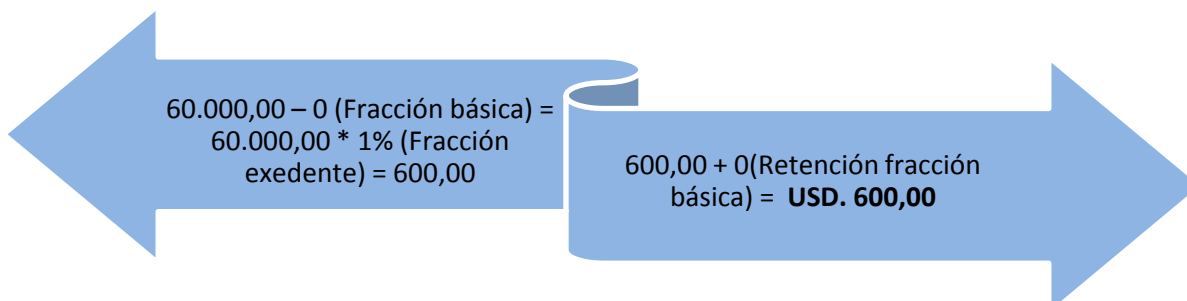 60.000,00 – 0 (Fracción básica) =
60.000,00 * 1% (Fracción
exedente) = 600,00
600,00 + 0(Retención fracción
básica) = USD. 600,00